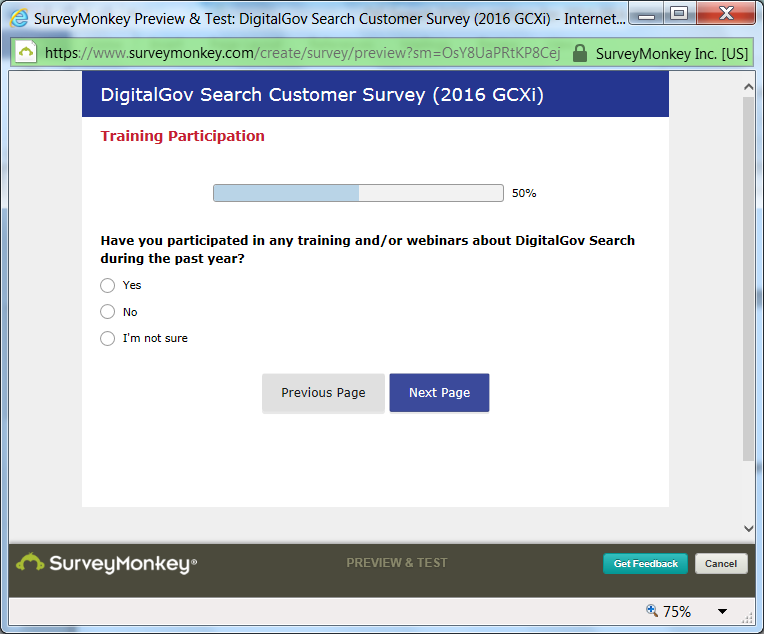 SurveyMonkey Preview & Test: DigitalGov Search Customer Survey (2016 GCXi) - Internet...
https://www.surveymonkey.com/create/survey/preview?sm=OsY8UaPRtKP8Cej
SurveyMonkey Inc. [US]
DigitalGov Search Customer Survey (2016 GCXi)
Training Participation
50%
Have you participated in any training and/or webinars about DigitalGov Search
during the past year?
Yes
No
I'm not sure
Previous Page
Next Page
SurveyMonkey®
PREVIEW & TEST
Get Feedback
Cancel
75%